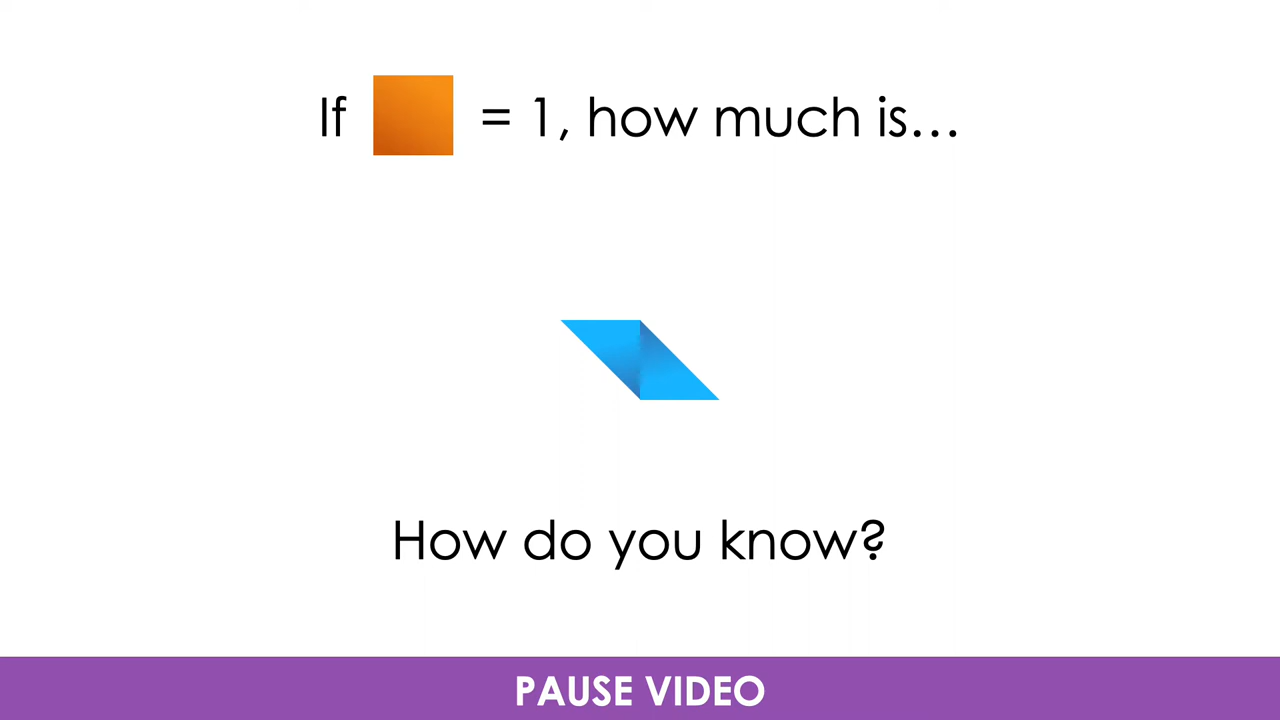 If = 1, how much is…
How do you know?
PAUSE VIDEO